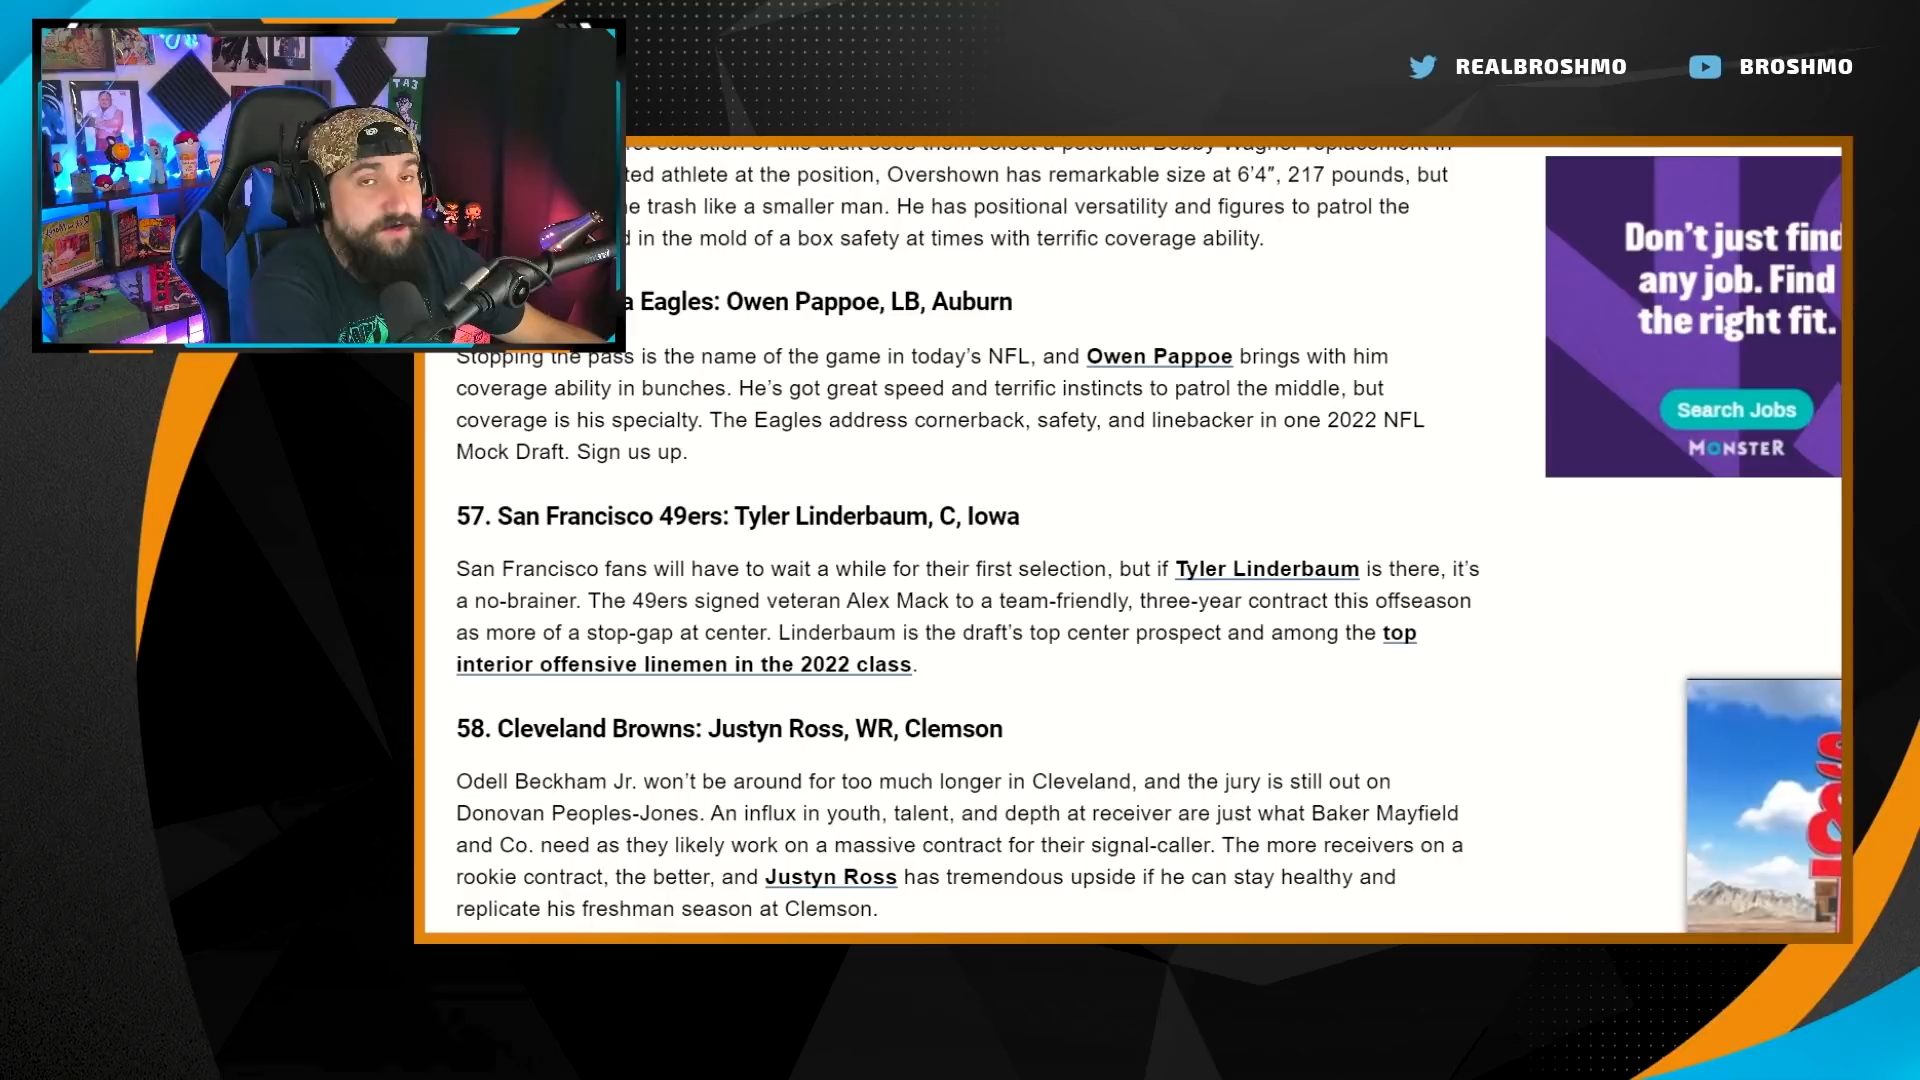 REALBROSHMO
BROSHMO
TA3
first selection of this draft sees them select a potential Bobby Wagner replacement in
ted athlete at the position, Overshown has remarkable size at 6’4″, 217 pounds, but
e trash like a smaller man. He has positional versatility and figures to patrol the
d in the mold of a box safety at times with terrific coverage ability.
a Eagles: Owen Pappoe, LB, Auburn
Stopping the pass is the name of the game in today’s NFL, and Owen Pappoe brings with him
coverage ability in bunches. He’s got great speed and terrific instincts to patrol the middle, but
coverage is his specialty. The Eagles address cornerback, safety, and linebacker in one 2022 NFL
Mock Draft. Sign us up.
57. San Francisco 49ers: Tyler Linderbaum, C, Iowa
San Francisco fans will have to wait a while for their first selection, but if Tyler Linderbaum is there, it’s
a no-brainer. The 49ers signed veteran Alex Mack to a team-friendly, three-year contract this offseason
as more of a stop-gap at center. Linderbaum is the draft’s top center prospect and among the top
interior offensive linemen in the 2022 class.
58. Cleveland Browns: Justyn Ross, WR, Clemson
Odell Beckham Jr. won’t be around for too much longer in Cleveland, and the jury is still out on
Donovan Peoples-Jones. An influx in youth, talent, and depth at receiver are just what Baker Mayfield
and Co. need as they likely work on a massive contract for their signal-caller. The more receivers on a
rookie contract, the better, and Justyn Ross has tremendous upside if he can stay healthy and
replicate his freshman season at Clemson.
Don’t just find
any job. Find
the right fit.
Search Jobs
MONSTER